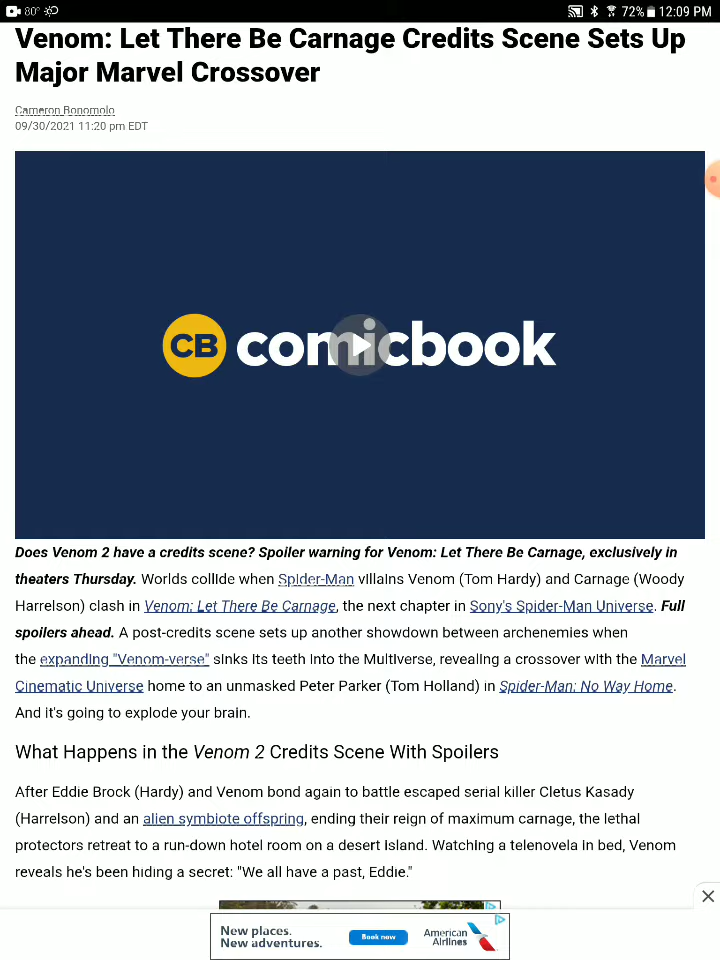 80° 72% 12:09 PM
Venom: Let There Be Carnage Credits Scene Sets Up
Major Marvel Crossover
Cameron Bonomolo
09/30/2021 11:20 pm EDT
CB comicbook
Does Venom 2 have a credits scene? Spoiler warning for Venom: Let There Be Carnage, exclusively in
theaters Thursday. Worlds collide when Spider-Man villains Venom (Tom Hardy) and Carnage (Woody
Harrelson) clash in Venom: Let There Be Carnage, the next chapter in Sony's Spider-Man Universe. Full
spoilers ahead. A post-credits scene sets up another showdown between archenemies when
the expanding "Venom-verse" sinks its teeth into the Multiverse, revealing a crossover with the Marvel
Cinematic Universe home to an unmasked Peter Parker (Tom Holland) in Spider-Man: No Way Home.
And it's going to explode your brain.
What Happens in the Venom 2 Credits Scene With Spoilers
After Eddie Brock (Hardy) and Venom bond again to battle escaped serial killer Cletus Kasady
(Harrelson) and an alien symbiote offspring, ending their reign of maximum carnage, the lethal
protectors retreat to a run-down hotel room on a desert island. Watching a telenovela in bed, Venom
reveals he's been hiding a secret: "We all have a past, Eddie."
New places.
New adventures.
Book now
American
Airlines